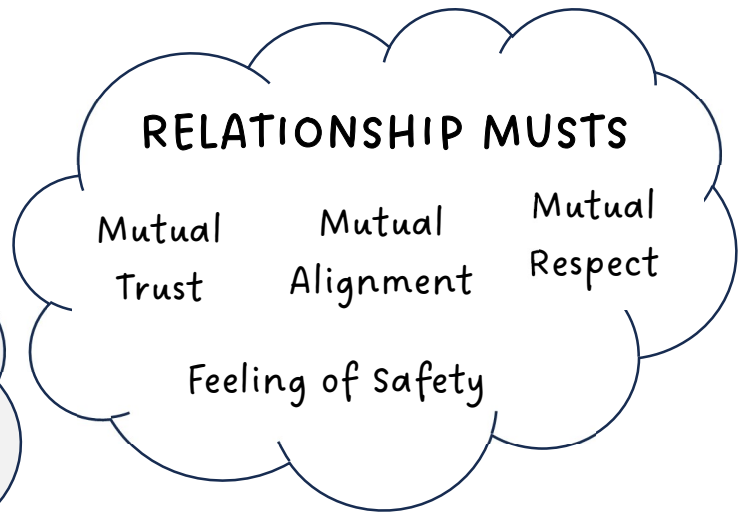 RELATIONSHIP MUSTS
Mutual
Trust
Mutual
Alignment
Mutual
Respect
Feeling of Safety